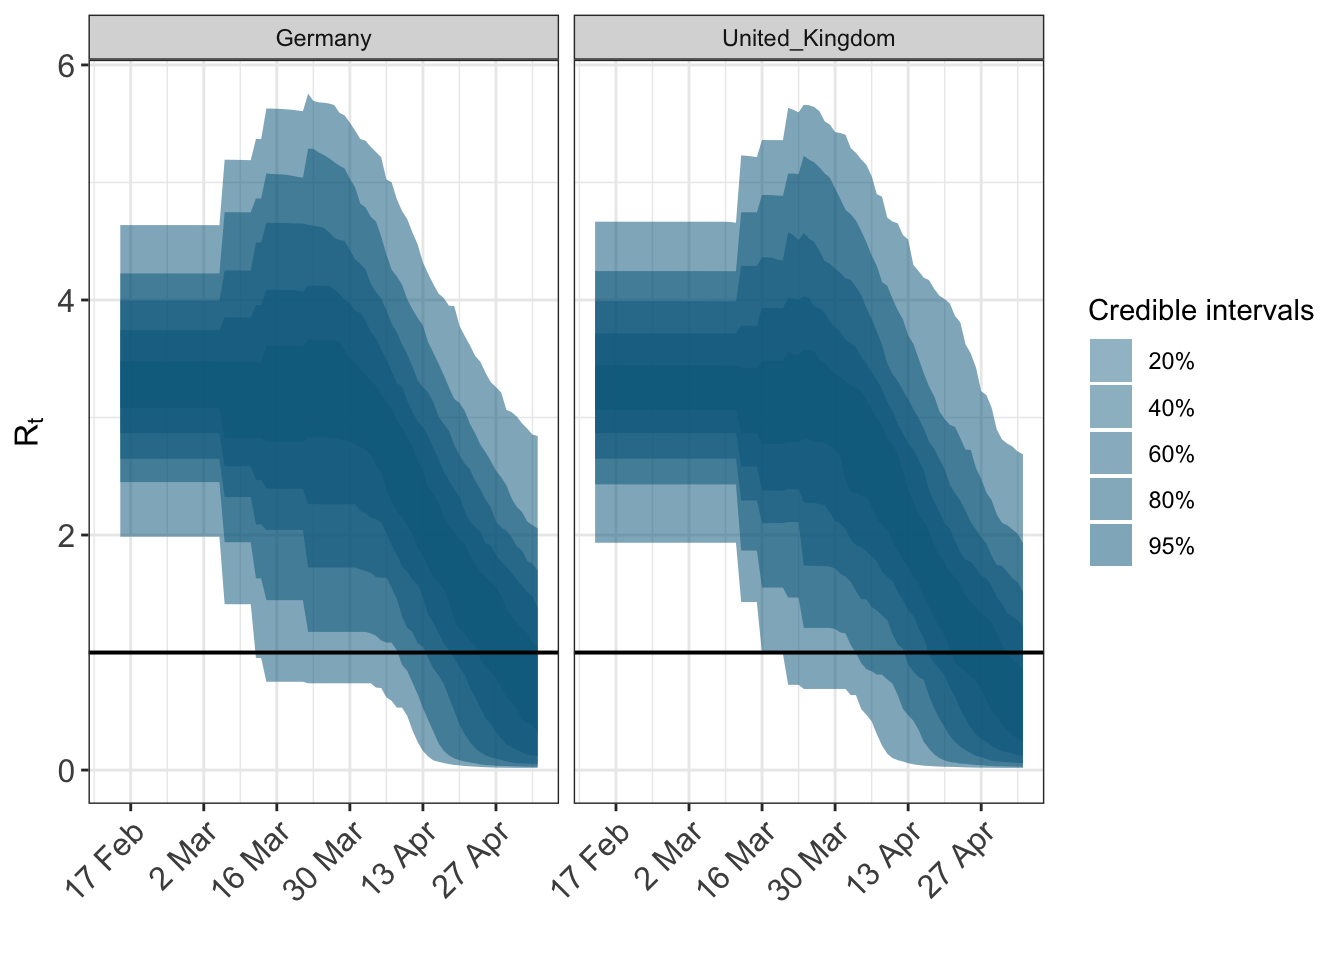 Germany
United_Kingdom
6
4
2
0
Rt
17 Feb
2 Mar
16 Mar
30 Mar
13 Apr
27 Apr
17 Feb
2 Mar
16 Mar
30 Mar
13 Apr
27 Apr
Credible intervals
20%
40%
60%
80%
95%